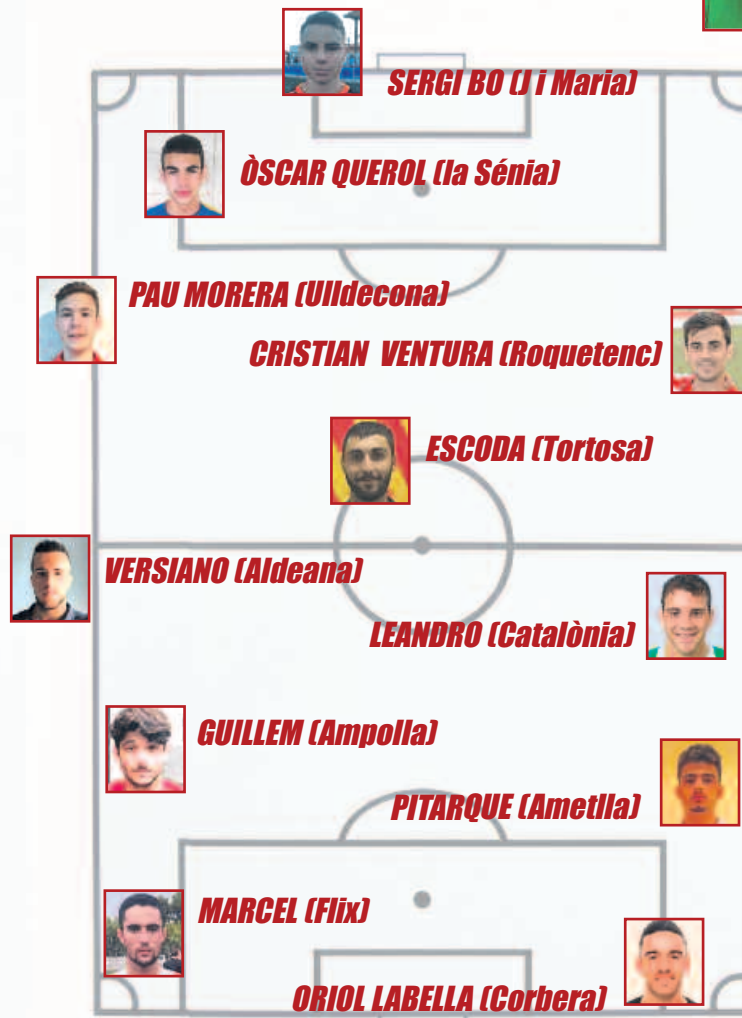 SERGI BO (J i Maria)
ÒSCAR QUEROL (la Sénia)
PAU MORERA (Ulldecona)
CRISTIAN VENTURA (Roquetenc)
ESCODA (Tortosa)
VERSIANO (Aldeana)
LEANDRO (Catalònia)
GUILLEM (Ampolla)
PITARQUE (Ametlla)
MARCEL (Flix)
ORIOL LABELLA (Corbera)